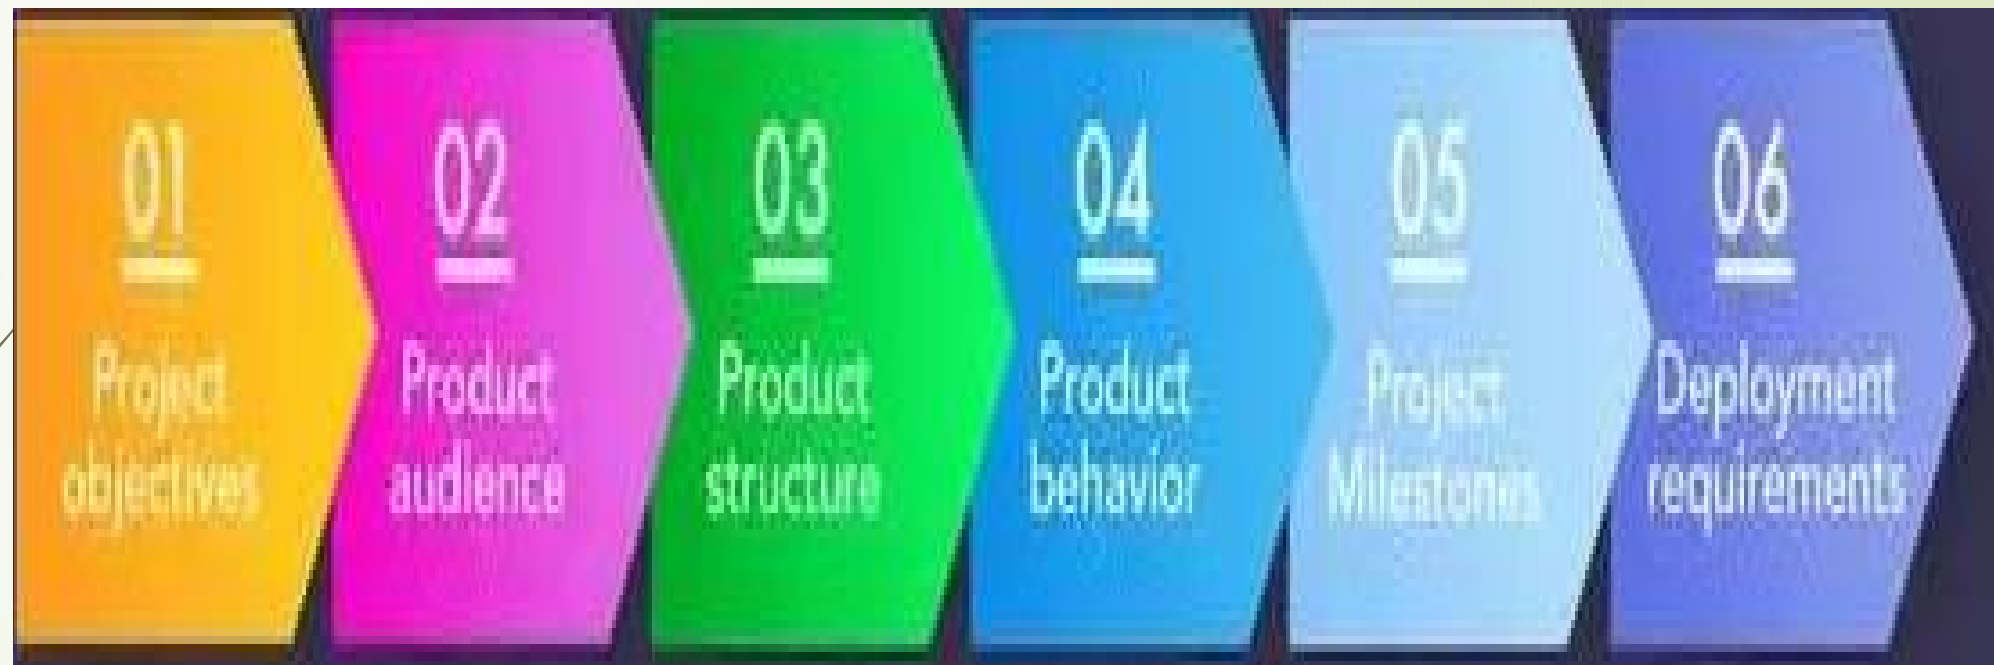 01
Project
objectives
02
Product
audience
03
Product
structure
04
Product
behavior
05
Project
Milestones
06
Deployment
requirements